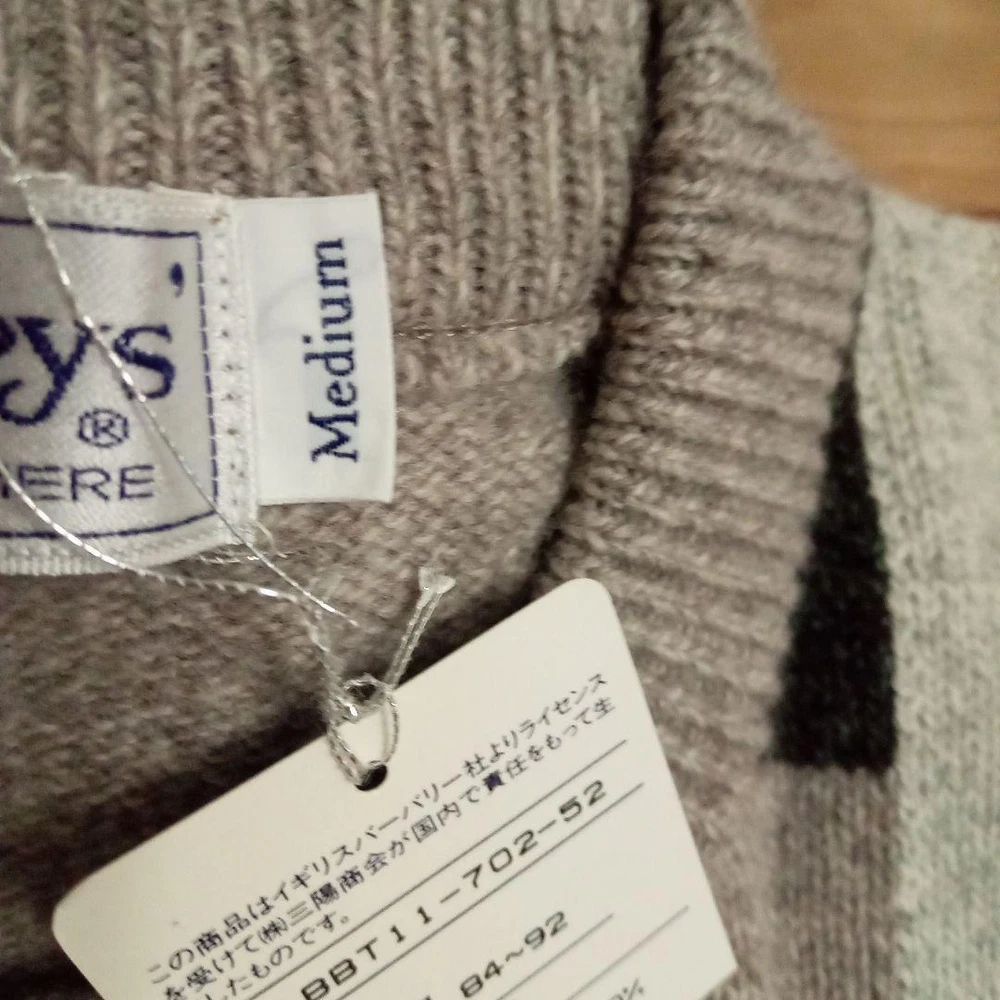 ys'
®
ERE
Medium
この商品はイギリスバーバリー社よりライセンス
を受けて㈱三陽商会が国内で責任をもって生
したものです。
BBT11-702-52
84~92
%